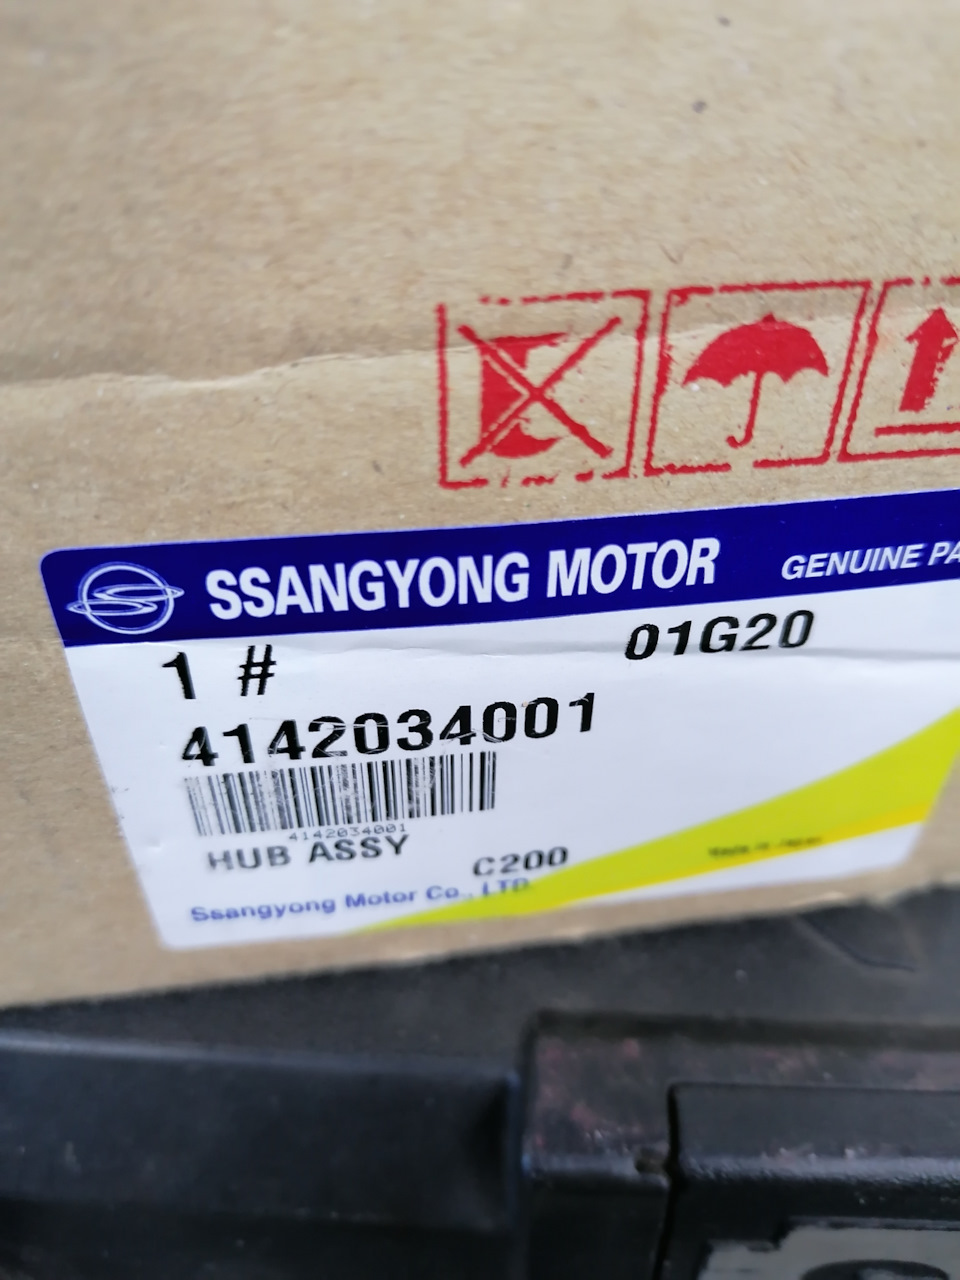 SSANGYONG MOTOR GENUINE PA
1 # 01G20
4142034001
4142034001
HUB ASSY
C200
Ssangyong Motor Co., LTD.